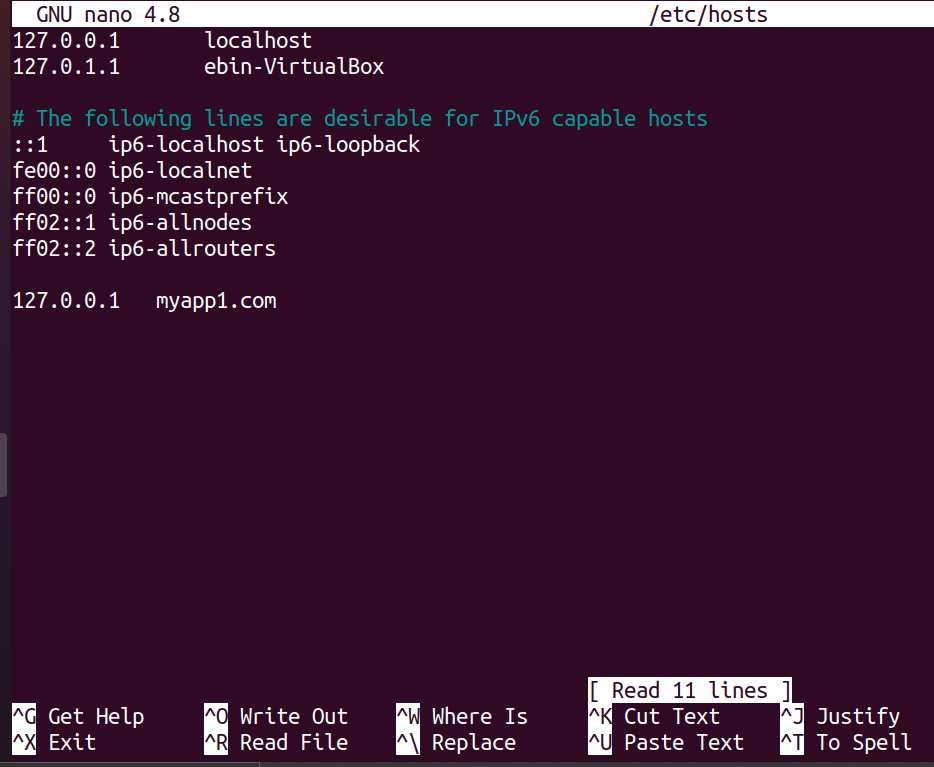 GNU nano 4.8 /etc/hosts
127.0.0.1 localhost
127.0.1.1 ebin-VirtualBox
# The following lines are desirable for IPv6 capable hosts
::1 ip6-localhost ip6-loopback
fe00::0 ip6-localnet
ff00::0 ip6-mcastprefix
ff02::1 ip6-allnodes
ff02::2 ip6-allrouters
127.0.0.1 myapp1.com
[ Read 11 lines ]
^G Get Help ^O Write Out ^W Where Is ^K Cut Text ^J Justify
^X Exit ^R Read File ^\ Replace ^U Paste Text ^T To Spell